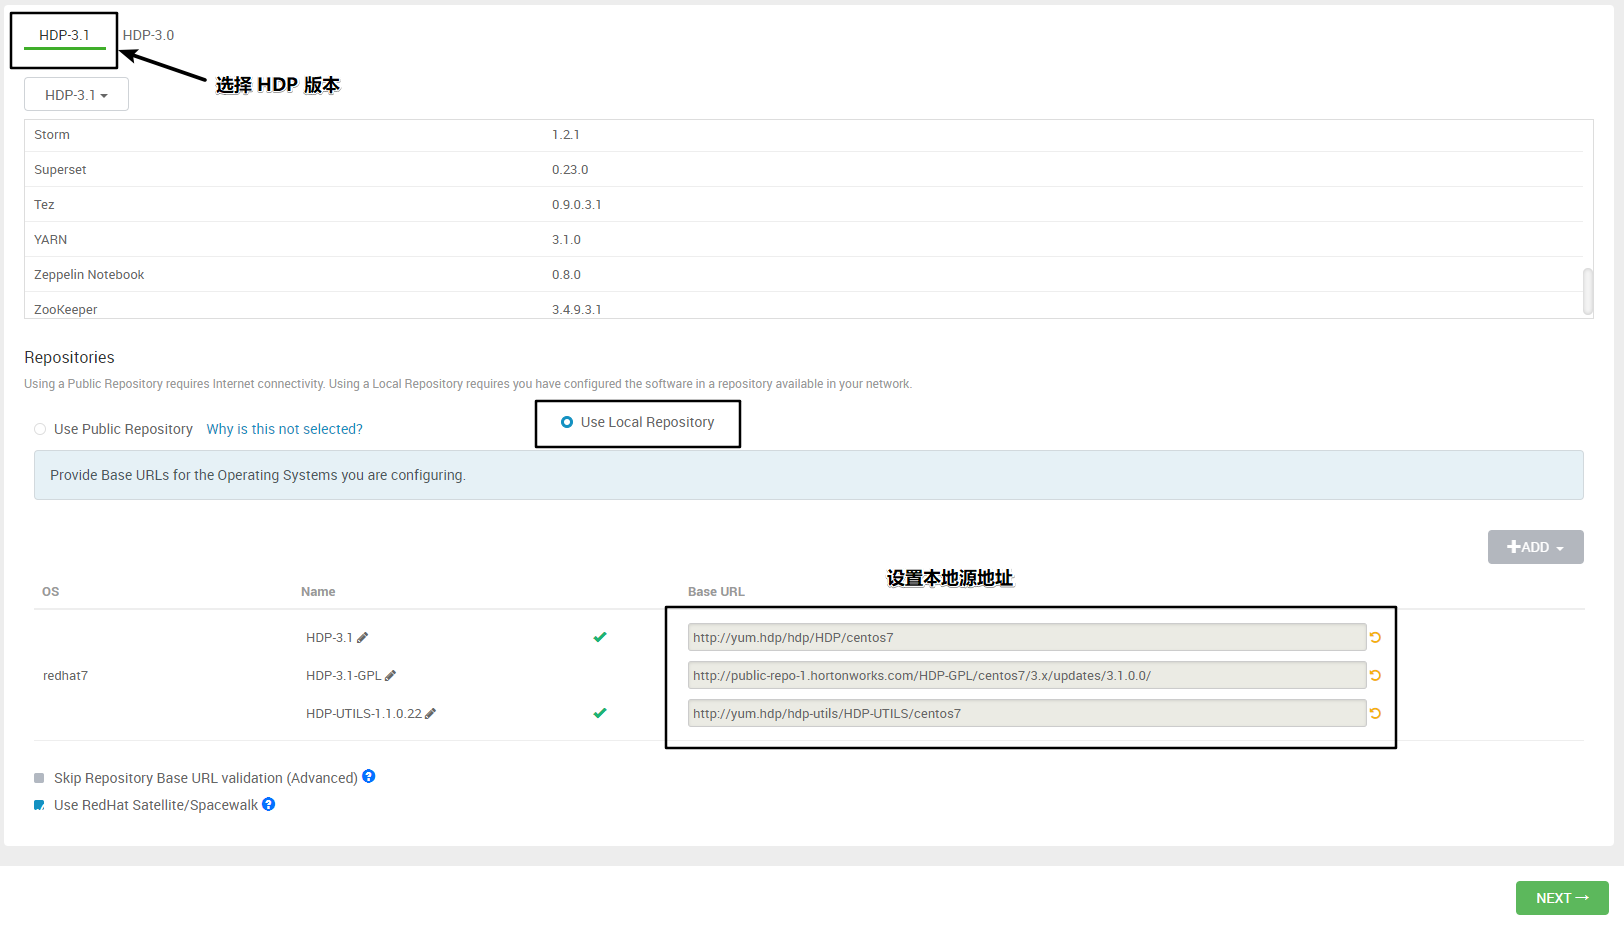 HDP-3.1 HDP-3.0
选择 HDP 版本
HDP-3.1
Storm 1.2.1
Superset 0.23.0
Tez 0.9.0.3.1
YARN 3.1.0
Zeppelin Notebook 0.8.0
ZooKeeper 3.4.9.3.1
Repositories
Using a Public Repository requires Internet connectivity. Using a Local Repository requires you have configured the software in a repository available in your network.
Use Public Repository Why is this not selected? Use Local Repository
Provide Base URLs for the Operating Systems you are configuring.
ADD
设置本地源地址
OS Name Base URL
HDP-3.1 http://yum.hdp/hdp/HDP/centos7
redhat7 HDP-3.1-GPL http://public-repo-1.hortonworks.com/HDP-GPL/centos7/3.x/updates/3.1.0.0/
HDP-UTILS-1.1.0.22 http://yum.hdp/hdp-utils/HDP-UTILS/centos7
Skip Repository Base URL validation (Advanced) ?
Use RedHat Satellite/Spacewalk ?
NEXT→